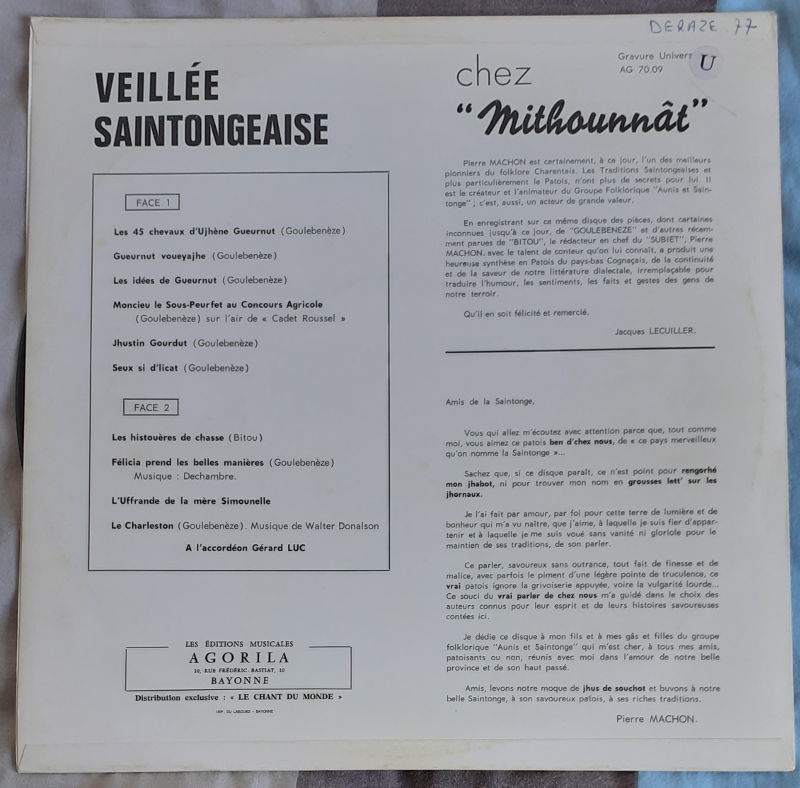 DERAZE . 77
VEILLÉE
SAINTONGEAISE
FACE 1
Les 45 chevaux d'Ujhène Gueurnut (Goulebenèze)
Gueurnut voueyajhe (Goulebenèze)
Les idées de Gueurnut (Goulebenèze)
Moncieu le Sous-Peurfet au Concours Agricole
(Goulebenèze) sur l'air de « Cadet Roussel »
Jhustin Gourdut (Goulebenèze)
Seux si d'licat (Goulebenèze)
FACE 2
Les histouères de chasse (Bitou)
Félicia prend les belles manières (Goulebenèze)
Musique : Dechambre.
L'Uffrande de la mère Simounelle
Le Charleston (Goulebenèze). Musique de Walter Donalson
A l'accordéon Gérard LUC
LES ÉDITIONS MUSICALES
AGORILA
10, RUE FRÉDÉRIC-BASTIAT, 10
BAYONNE
Distribution exclusive : « LE CHANT DU MONDE »
IMP. DU LABOURD - BAYONNE
Gravure Univers
U
AG 70.09
chez
"Mithounnât"
Pierre MACHON est certainement, à ce jour, l'un des meilleurs
pionniers du folklore Charentais. Les Traditions Saintongeaises et
plus particulièrement le Patois, n'ont plus de secrets pour lui. Il
est le créateur et l'animateur du Groupe Folklorique "Aunis et Sain-
tonge" ; c'est, aussi, un acteur de grande valeur.
En enregistrant sur ce même disque des pièces, dont certaines
inconnues jusqu'à ce jour, de "GOULEBENEZE" et d'autres récem-
ment parues de "BITOU", le rédacteur en chef du "SUBIET", Pierre
MACHON, avec le talent de conteur qu'on lui connaît, a produit une
heureuse synthèse en Patois du pays-bas Cognaçais, de la continuité
et de la saveur de notre littérature dialectale, irremplaçable pour
traduire l'humour, les sentiments, les faits et gestes des gens de
notre terroir.
Qu'il en soit félicité et remercié.
Jacques LECUILLER.
Amis de la Saintonge,
Vous qui allez m'écoutez avec attention parce que, tout comme
moi, vous aimez ce patois ben d'chez nous, de « ce pays merveilleux
qu'on nomme la Saintonge »...
Sachez que, si ce disque paraît, ce n'est point pour rengorhé
mon jhabot, ni pour trouver mon nom en grousses lett' sur les
jhornaux.
Je l'ai fait par amour, par foi pour cette terre de lumière et de
bonheur qui m'a vu naître, que j'aime, à laquelle je suis fier d'appar-
tenir et à laquelle je me suis voué sans vanité ni gloriole pour le
maintien de ses traditions, de son parler.
Ce parler, savoureux sans outrance, tout fait de finesse et de
malice, avec parfois le piment d'une légère pointe de truculence, ce
vrai patois ignore la grivoiserie appuyée, voire la vulgarité lourde...
Ce souci du vrai parler de chez nous m'a guidé dans le choix des
auteurs connus pour leur esprit et de leurs histoires savoureuses
contées ici.
Je dédie ce disque à mon fils et à mes gâs et filles du groupe
folklorique "Aunis et Saintonge" qui m'est cher, à tous mes amis,
patoisants ou non, réunis avec moi dans l'amour de notre belle
province et de son haut passé.
Amis, levons notre moque de jhus de souchot et buvons à notre
belle Saintonge, à son savoureux patois, à ses riches traditions.
Pierre MACHON.